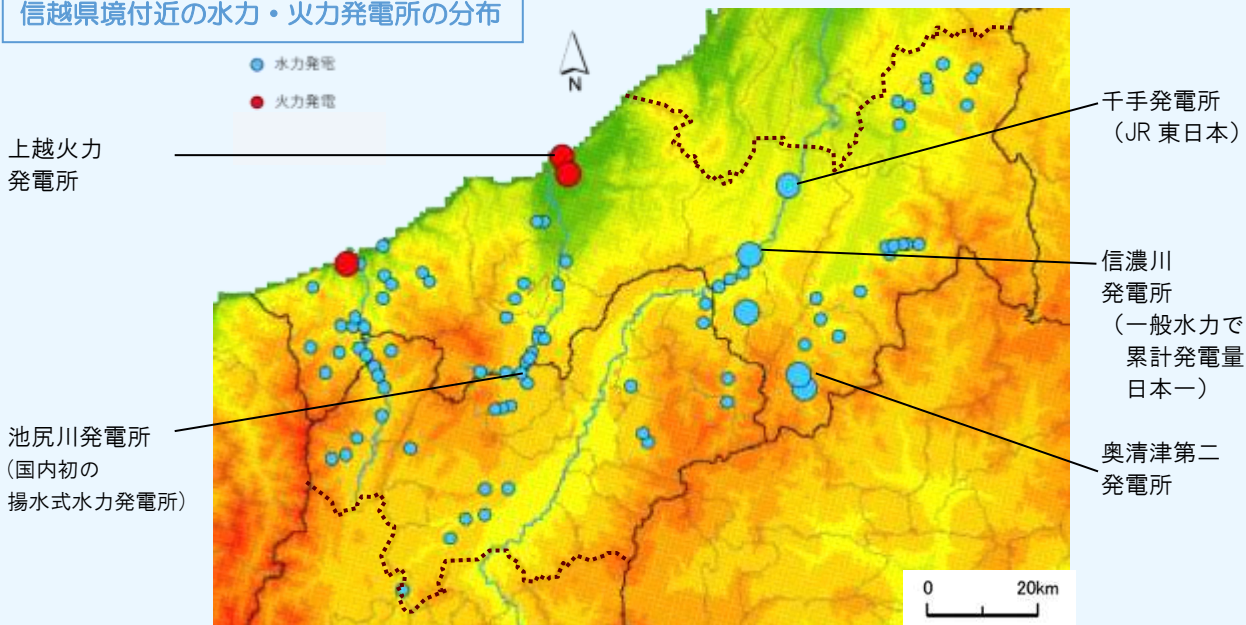 信越県境付近の水力・火力発電所の分布
水力発電
火力発電
N
上越火力
発電所
千手発電所
（JR 東日本）
信濃川
発電所
（一般水力で
累計発電量
日本一）
池尻川発電所
（国内初の
揚水式水力発電所）
奥清津第二
発電所
0 20km